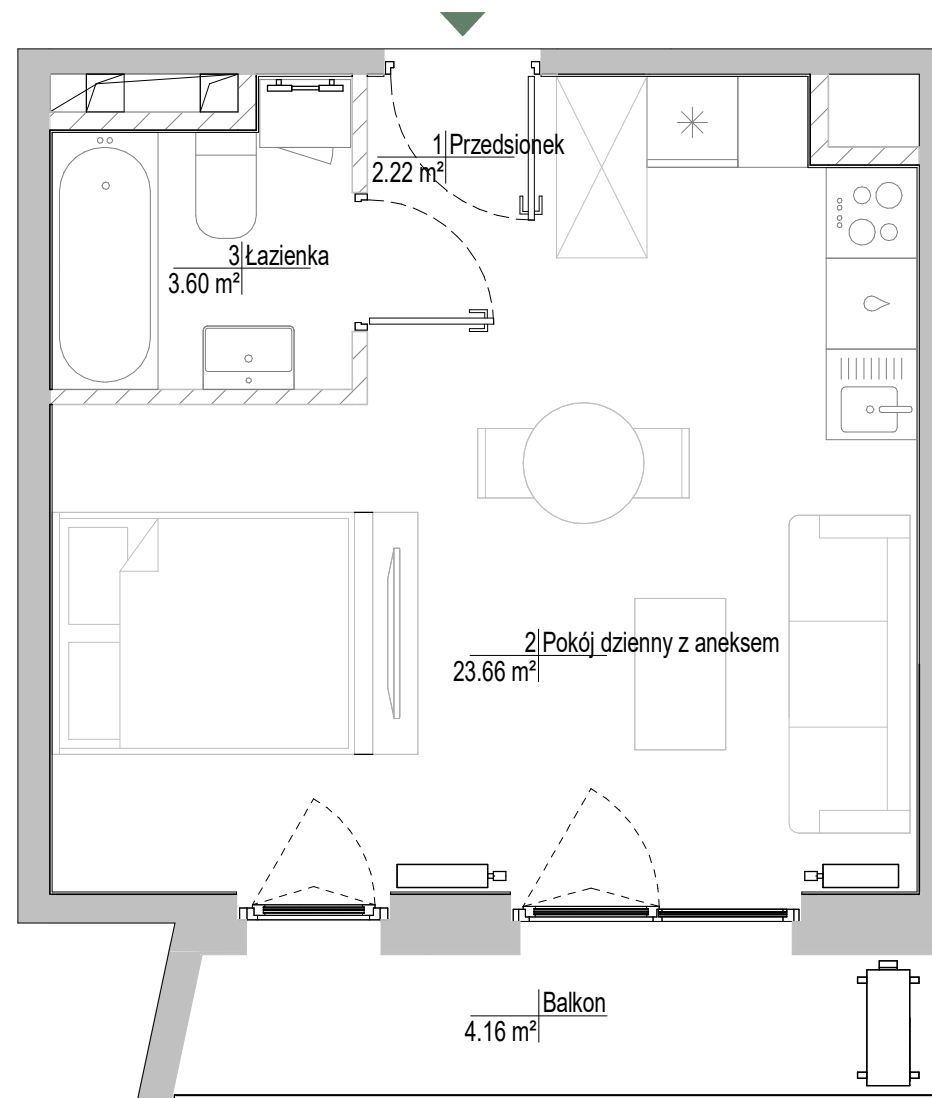 1 Przedsionek
2.22 m²
3 Łazienka
3.60 m²
2 Pokój dzienny z aneksem
23.66 m²
Balkon
4.16 m²